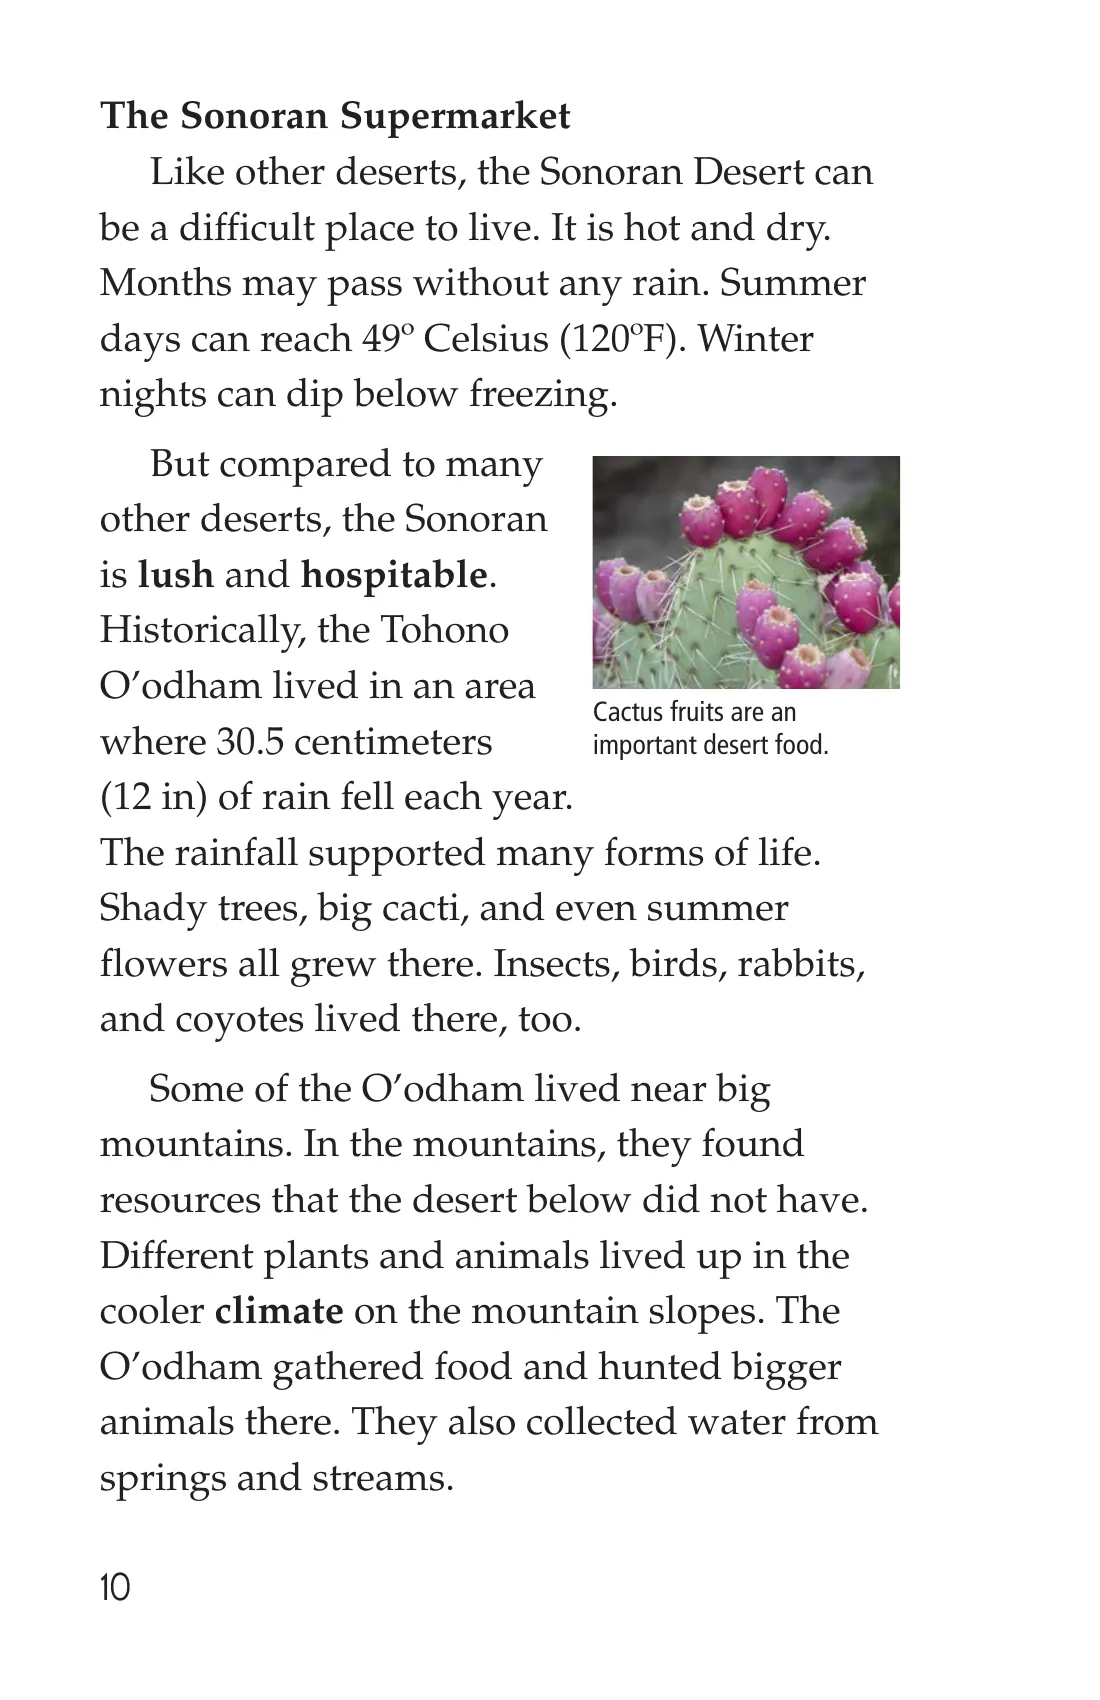 The Sonoran Supermarket
Like other deserts, the Sonoran Desert can
be a difficult place to live. It is hot and dry.
Months may pass without any rain. Summer
days can reach 49º Celsius (120ºF). Winter
nights can dip below freezing.
But compared to many
other deserts, the Sonoran
is lush and hospitable.
Historically, the Tohono
O’odham lived in an area
where 30.5 centimeters
(12 in) of rain fell each year.
The rainfall supported many forms of life.
Shady trees, big cacti, and even summer
flowers all grew there. Insects, birds, rabbits,
and coyotes lived there, too.
Cactus fruits are an
important desert food.
Some of the O’odham lived near big
mountains. In the mountains, they found
resources that the desert below did not have.
Different plants and animals lived up in the
cooler climate on the mountain slopes. The
O’odham gathered food and hunted bigger
animals there. They also collected water from
springs and streams.
10